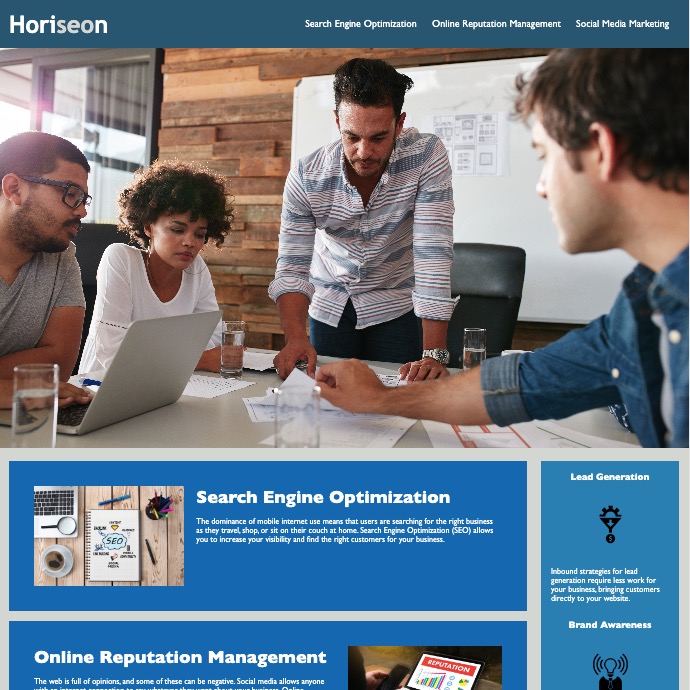 Horiseon
Search Engine Optimization
Online Reputation Management
Social Media Marketing
Search Engine Optimization
The dominance of mobile internet use means that users are searching for the right business
as they travel, shop, or sit on their couch at home. Search Engine Optimization (SEO) allows
you to increase your visibility and find the right customers for your business.
SEO
Online Reputation Management
The web is full of opinions, and some of these can be negative. Social media allows anyone
REPUTATION
Lead Generation
Inbound strategies for lead
generation require less work for
your business, bringing customers
directly to your website.
Brand Awareness